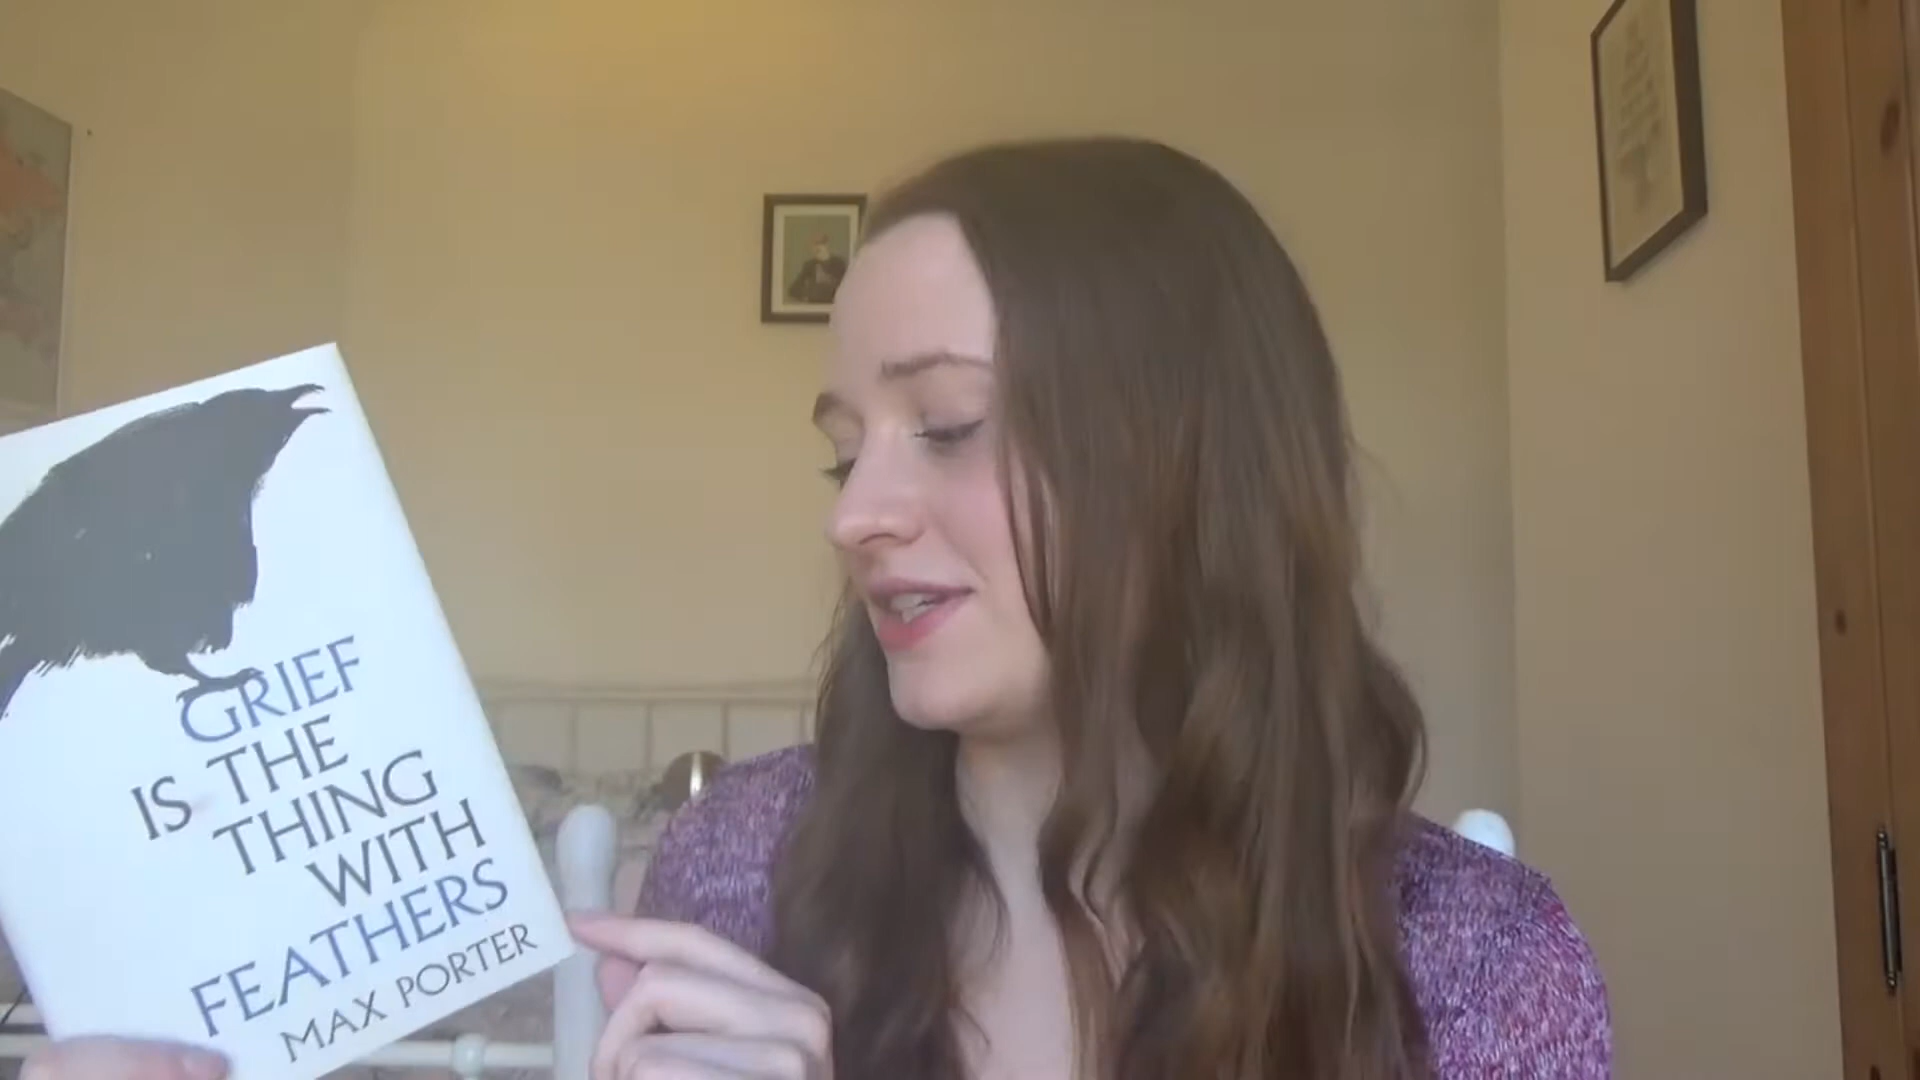 GRIEF
IS THE
THING
WITH
FEATHERS
MAX PORTER